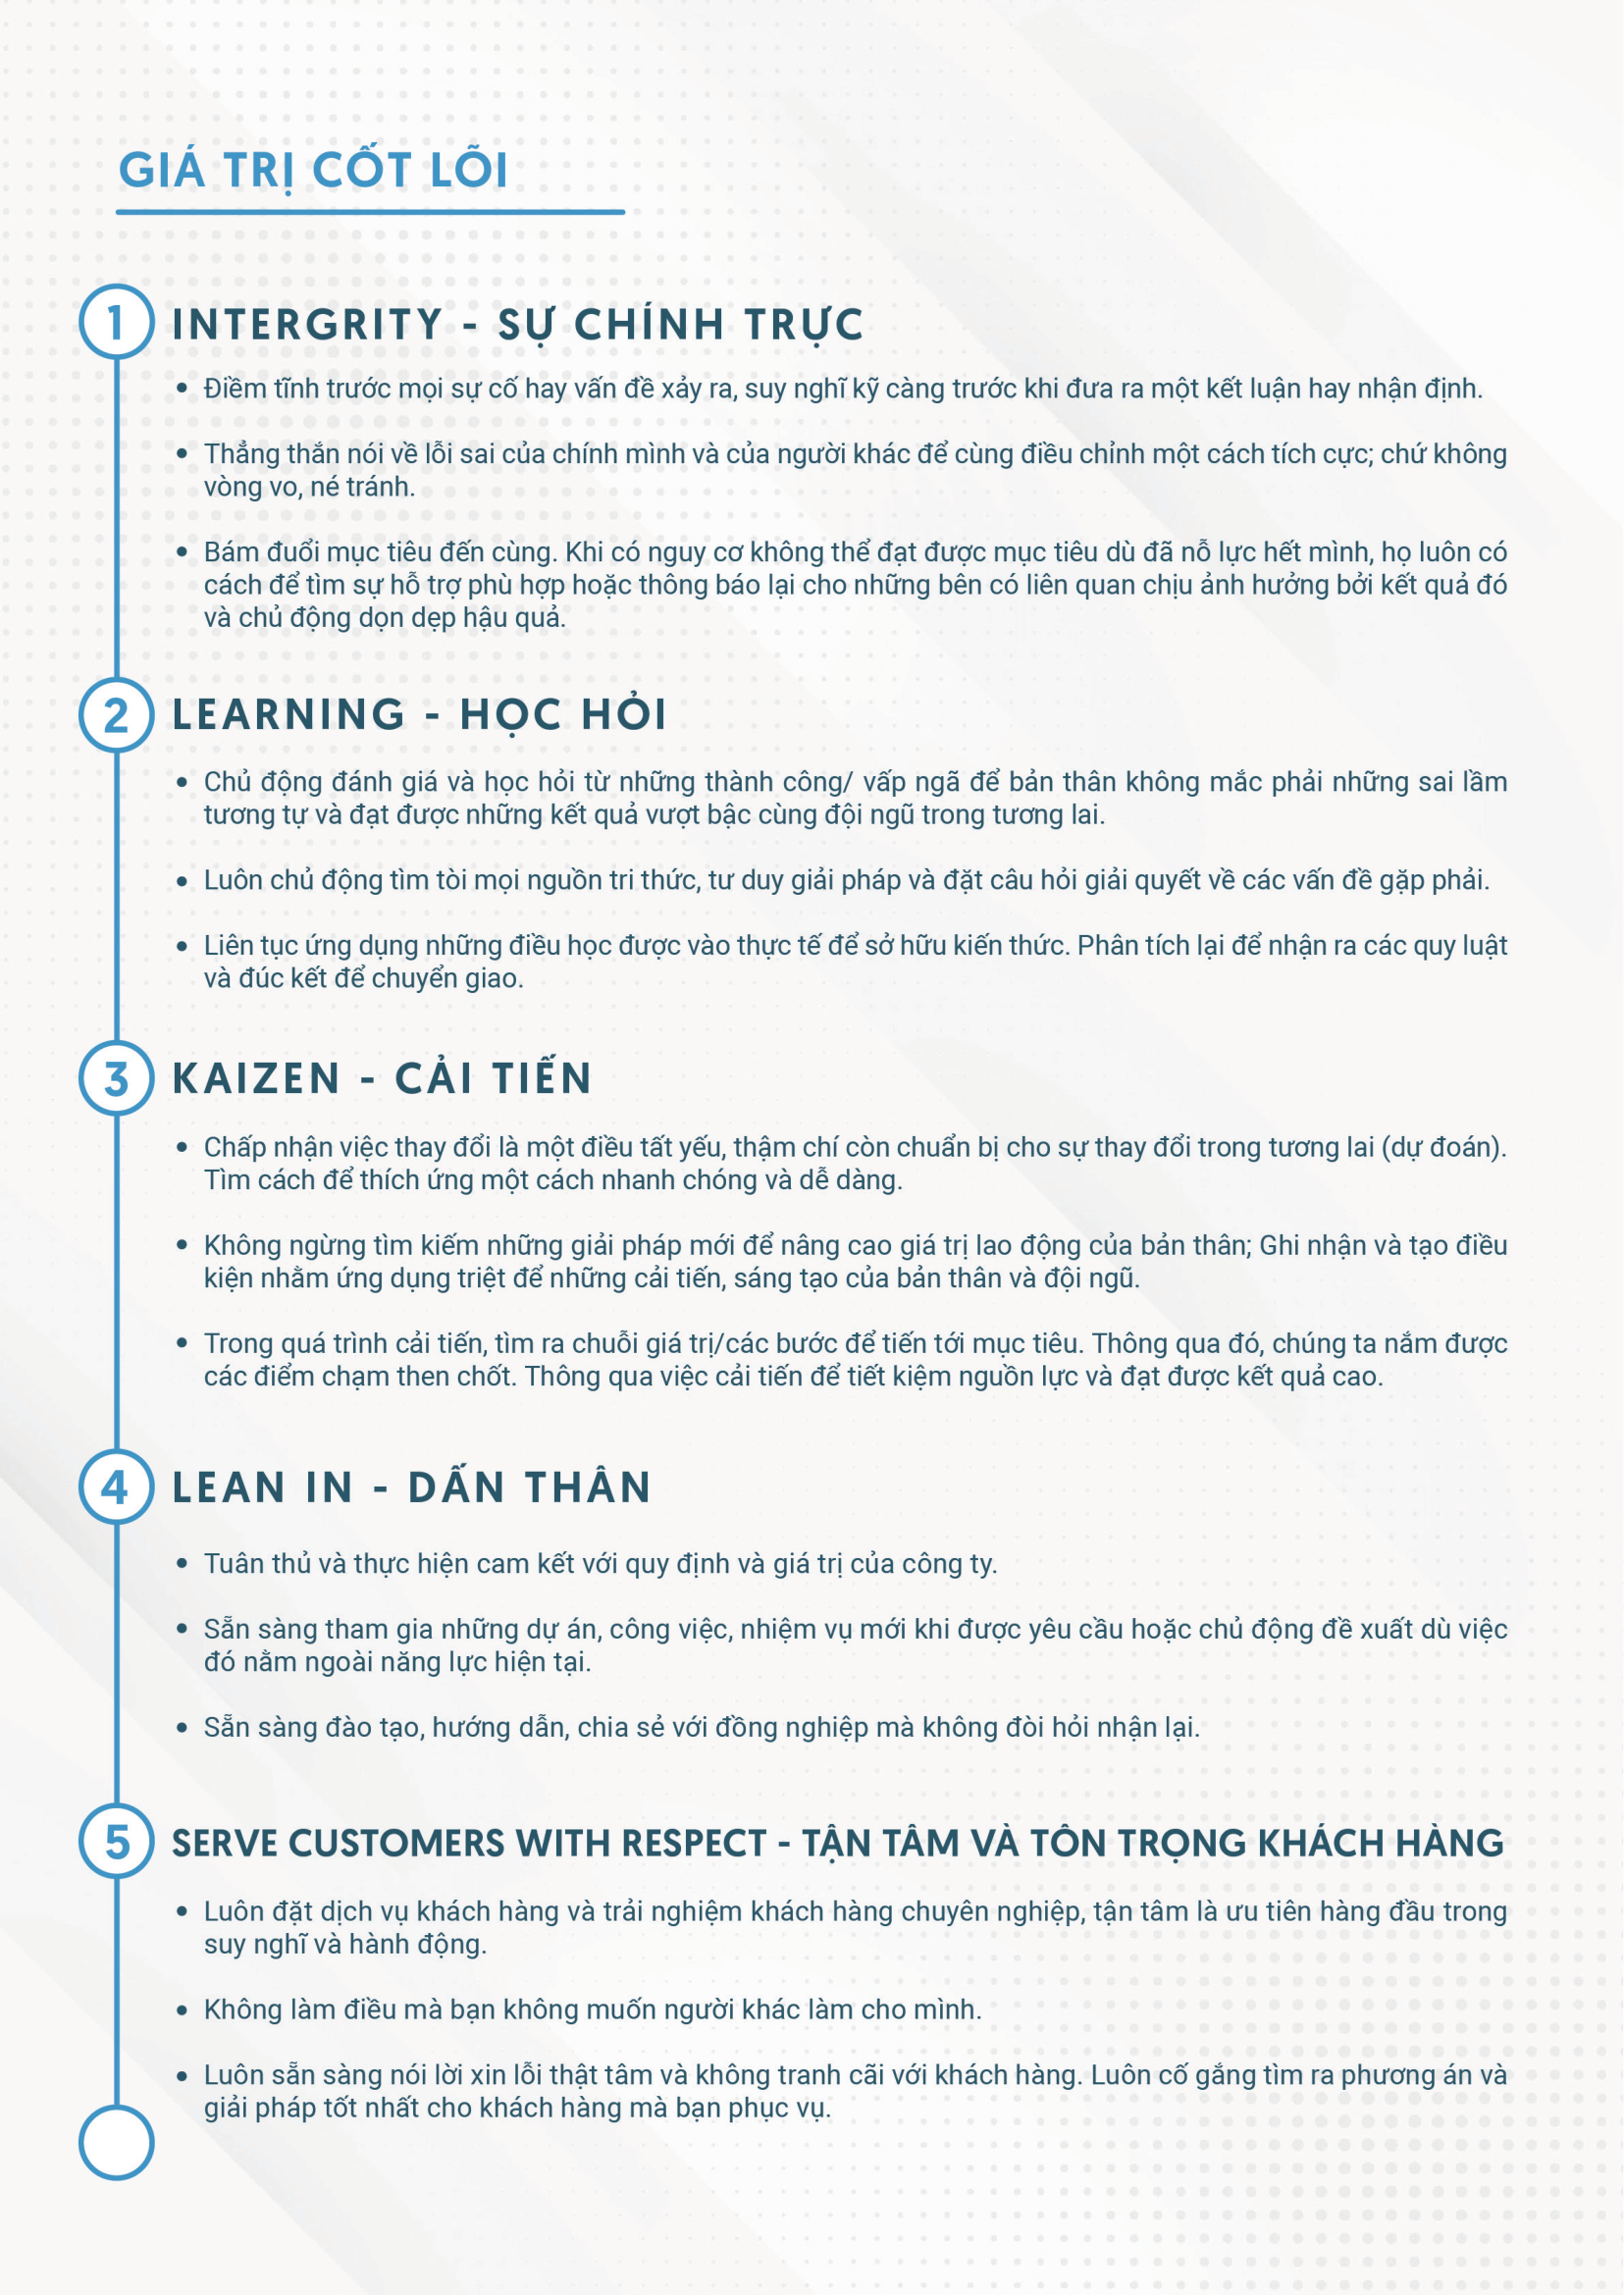 GIÁ TRỊ CỐT LÕI
1 INTERGRITY - SỰ CHÍNH TRỰC
• Điềm tĩnh trước mọi sự cố hay vấn đề xảy ra, suy nghĩ kỹ càng trước khi đưa ra một kết luận hay nhận định.
• Thẳng thắn nói về lỗi sai của chính mình và của người khác để cùng điều chỉnh một cách tích cực; chứ không
vòng vo, né tránh.
• Bám đuổi mục tiêu đến cùng. Khi có nguy cơ không thể đạt được mục tiêu dù đã nỗ lực hết mình, họ luôn có
cách để tìm sự hỗ trợ phù hợp hoặc thông báo lại cho những bên có liên quan chịu ảnh hưởng bởi kết quả đó
và chủ động dọn dẹp hậu quả.
2 LEARNING - HỌC HỎI
• Chủ động đánh giá và học hỏi từ những thành công/ vấp ngã để bản thân không mắc phải những sai lầm
tương tự và đạt được những kết quả vượt bậc cùng đội ngũ trong tương lai.
• Luôn chủ động tìm tòi mọi nguồn tri thức, tư duy giải pháp và đặt câu hỏi giải quyết về các vấn đề gặp phải.
• Liên tục ứng dụng những điều học được vào thực tế để sở hữu kiến thức. Phân tích lại để nhận ra các quy luật
và đúc kết để chuyển giao.
3 KAIZEN - CẢI TIẾN
• Chấp nhận việc thay đổi là một điều tất yếu, thậm chí còn chuẩn bị cho sự thay đổi trong tương lai (dự đoán).
Tìm cách để thích ứng một cách nhanh chóng và dễ dàng.
• Không ngừng tìm kiếm những giải pháp mới để nâng cao giá trị lao động của bản thân; Ghi nhận và tạo điều
kiện nhằm ứng dụng triệt để những cải tiến, sáng tạo của bản thân và đội ngũ.
• Trong quá trình cải tiến, tìm ra chuỗi giá trị/các bước để tiến tới mục tiêu. Thông qua đó, chúng ta nắm được
các điểm chạm then chốt. Thông qua việc cải tiến để tiết kiệm nguồn lực và đạt được kết quả cao.
4 LEAN IN - DẤN THÂN
• Tuân thủ và thực hiện cam kết với quy định và giá trị của công ty.
• Sẵn sàng tham gia những dự án, công việc, nhiệm vụ mới khi được yêu cầu hoặc chủ động đề xuất dù việc
đó nằm ngoài năng lực hiện tại.
• Sẵn sàng đào tạo, hướng dẫn, chia sẻ với đồng nghiệp mà không đòi hỏi nhận lại.
5 SERVE CUSTOMERS WITH RESPECT - TẬN TÂM VÀ TÔN TRỌNG KHÁCH HÀNG
• Luôn đặt dịch vụ khách hàng và trải nghiệm khách hàng chuyên nghiệp, tận tâm là ưu tiên hàng đầu trong
suy nghĩ và hành động.
• Không làm điều mà bạn không muốn người khác làm cho mình.
• Luôn sẵn sàng nói lời xin lỗi thật tâm và không tranh cãi với khách hàng. Luôn cố gắng tìm ra phương án và
giải pháp tốt nhất cho khách hàng mà bạn phục vụ.